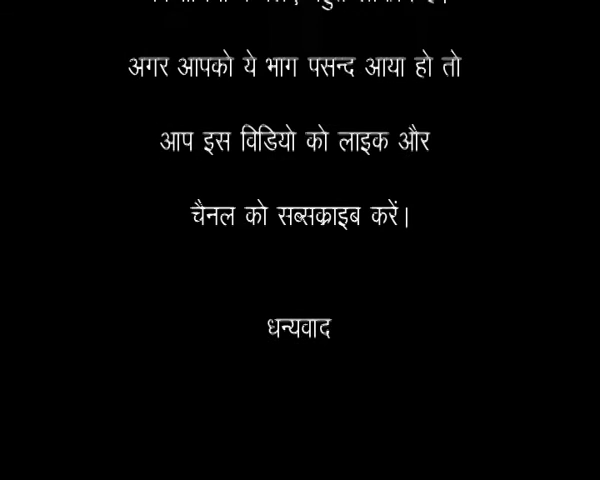 अगर आपको ये भाग पसन्द आया हो तो
आप इस विडियो को लाइक और
चैनल को सब्सक्राइब करें।
धन्यवाद